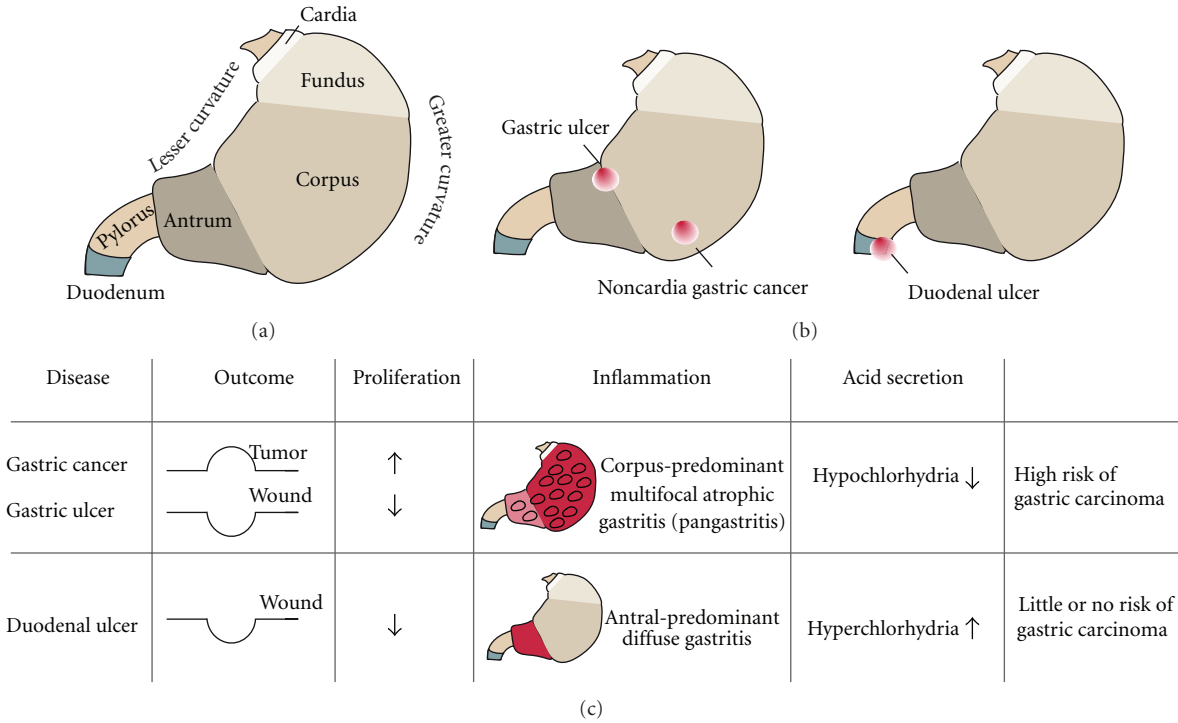 Cardia
Fundus
Lesser curvature
Greater curvature
Corpus
Antrum
Pylorus
Duodenum
(a)
Gastric ulcer
Noncardia gastric cancer
Duodenal ulcer
(b)
Disease
Outcome
Proliferation
Inflammation
Acid secretion
Gastric cancer
Tumor
↑
Gastric ulcer
Wound
↓
Corpus-predominant
multifocal atrophic
gastritis (pangastritis)
Hypochlorhydria ↓
High risk of
gastric carcinoma
Duodenal ulcer
Wound
↓
Antral-predominant
diffuse gastritis
Hyperchlorhydria ↑
Little or no risk of
gastric carcinoma
(c)